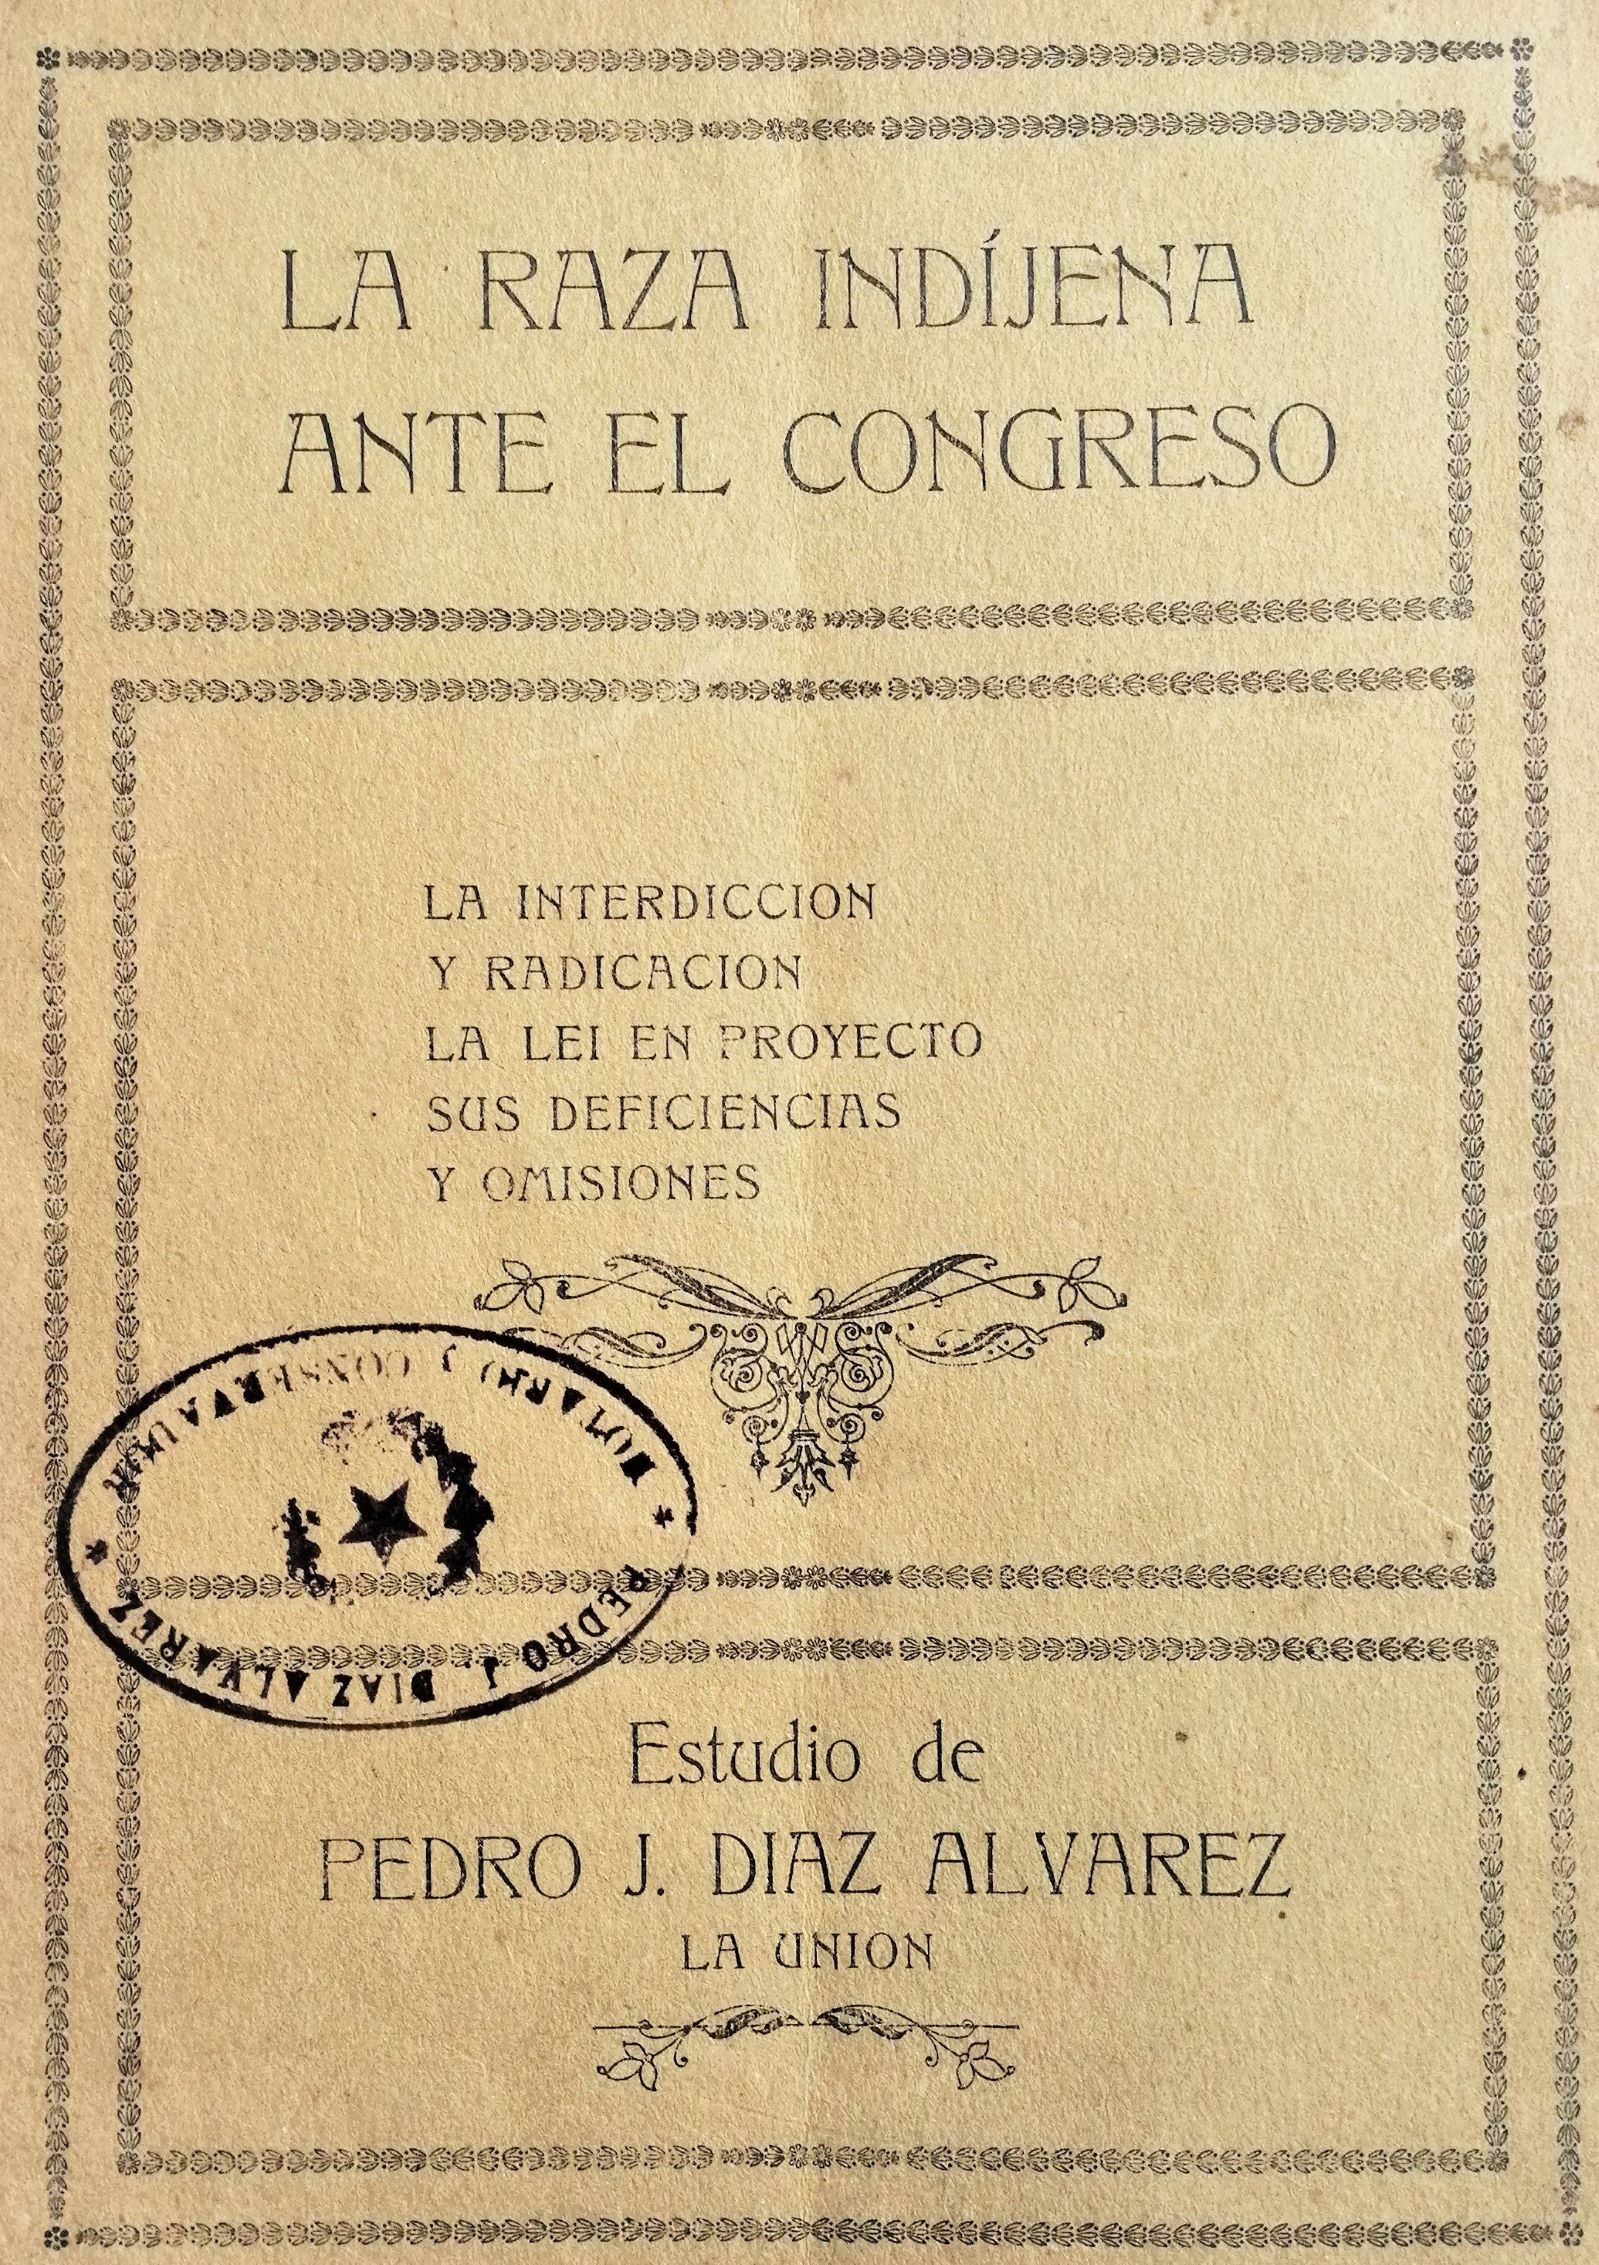 LA RAZA INDÍJENA
ANTE EL CONGRESO
LA INTERDICCION
Y RADICACION
LA LEI EN PROYECTO
SUS DEFICIENCIAS
Y OMISIONES
PEDRO J. DIAZ ALVAREZ
Estudio de
PEDRO J. DIAZ ALVAREZ
LA UNION